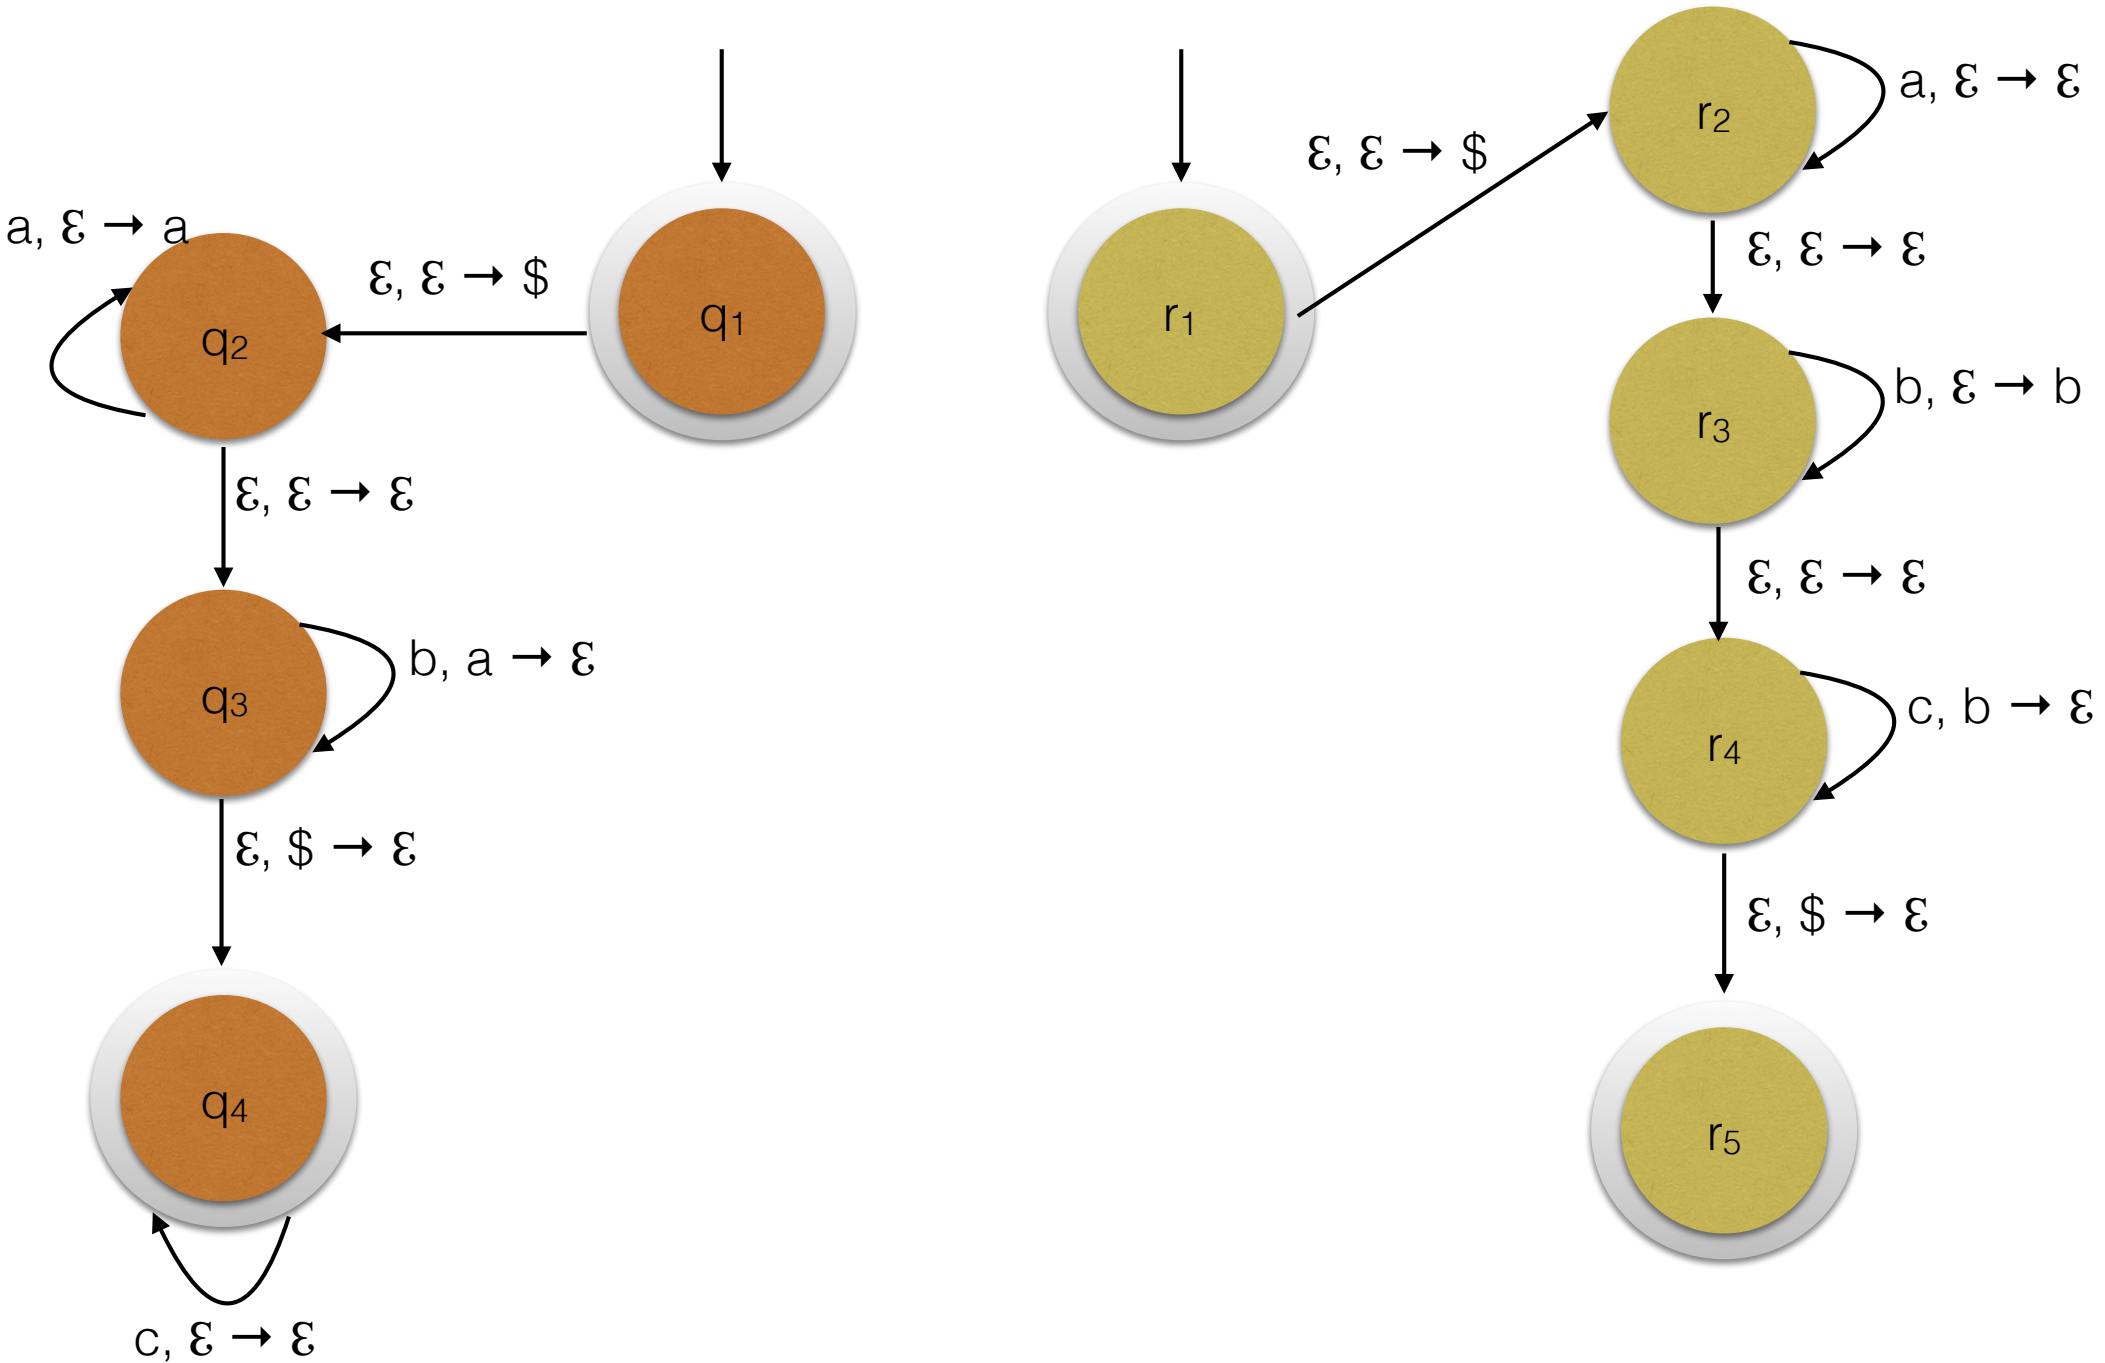 a, ε → a
ε, ε → $
q₁
q₂
ε, ε → ε
q₃
b, a → ε
ε, $ → ε
q₄
c, ε → ε
r₁
ε, ε → $
r₂
a, ε → ε
ε, ε → ε
r₃
b, ε → b
ε, ε → ε
r₄
c, b → ε
ε, $ → ε
r₅